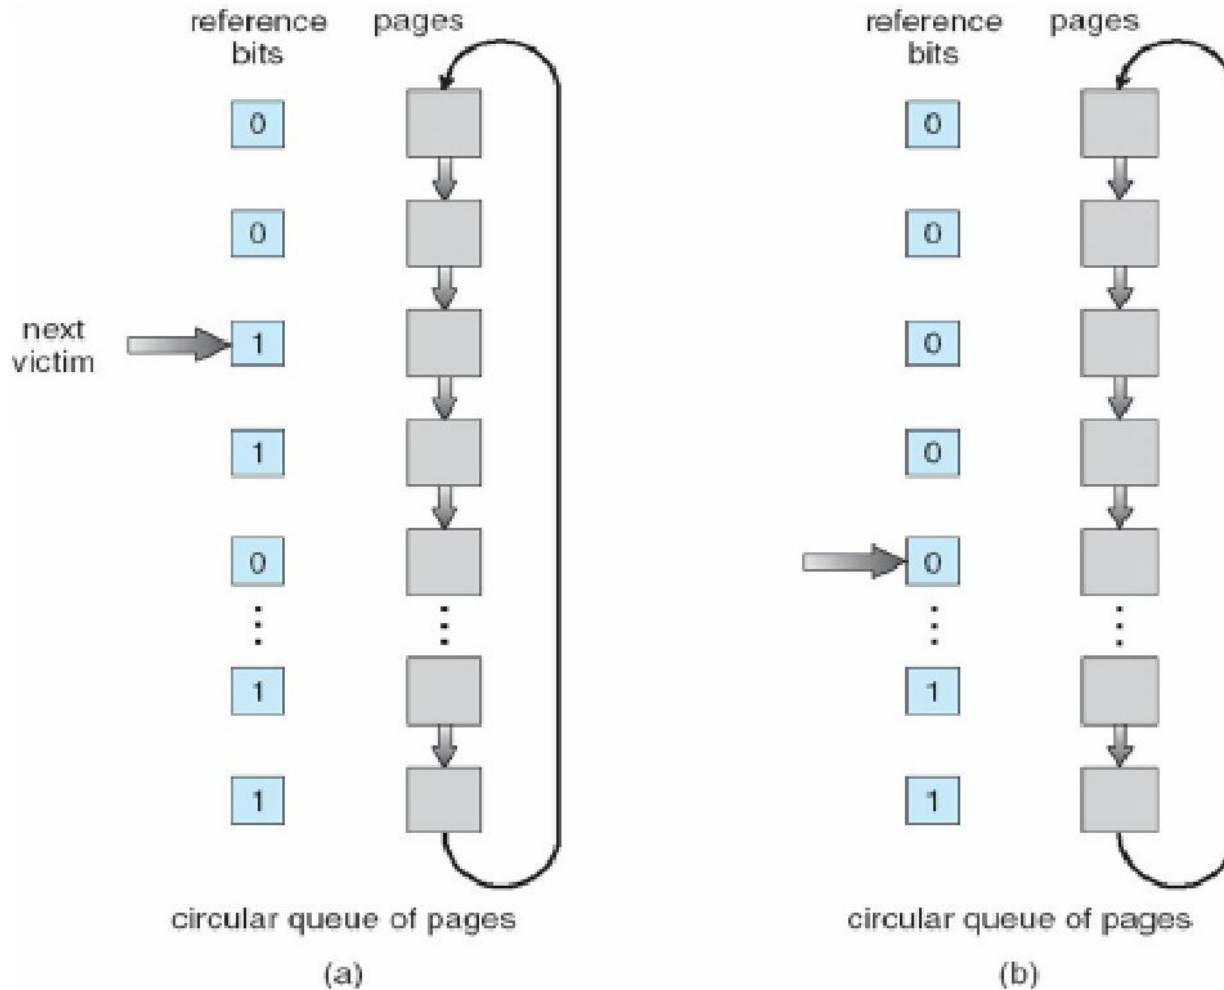 reference pages
bits
0
0
next
victim
1
1
0
1
1
circular queue of pages
(a)
reference pages
bits
0
0
0
0
0
1
1
circular queue of pages
(b)